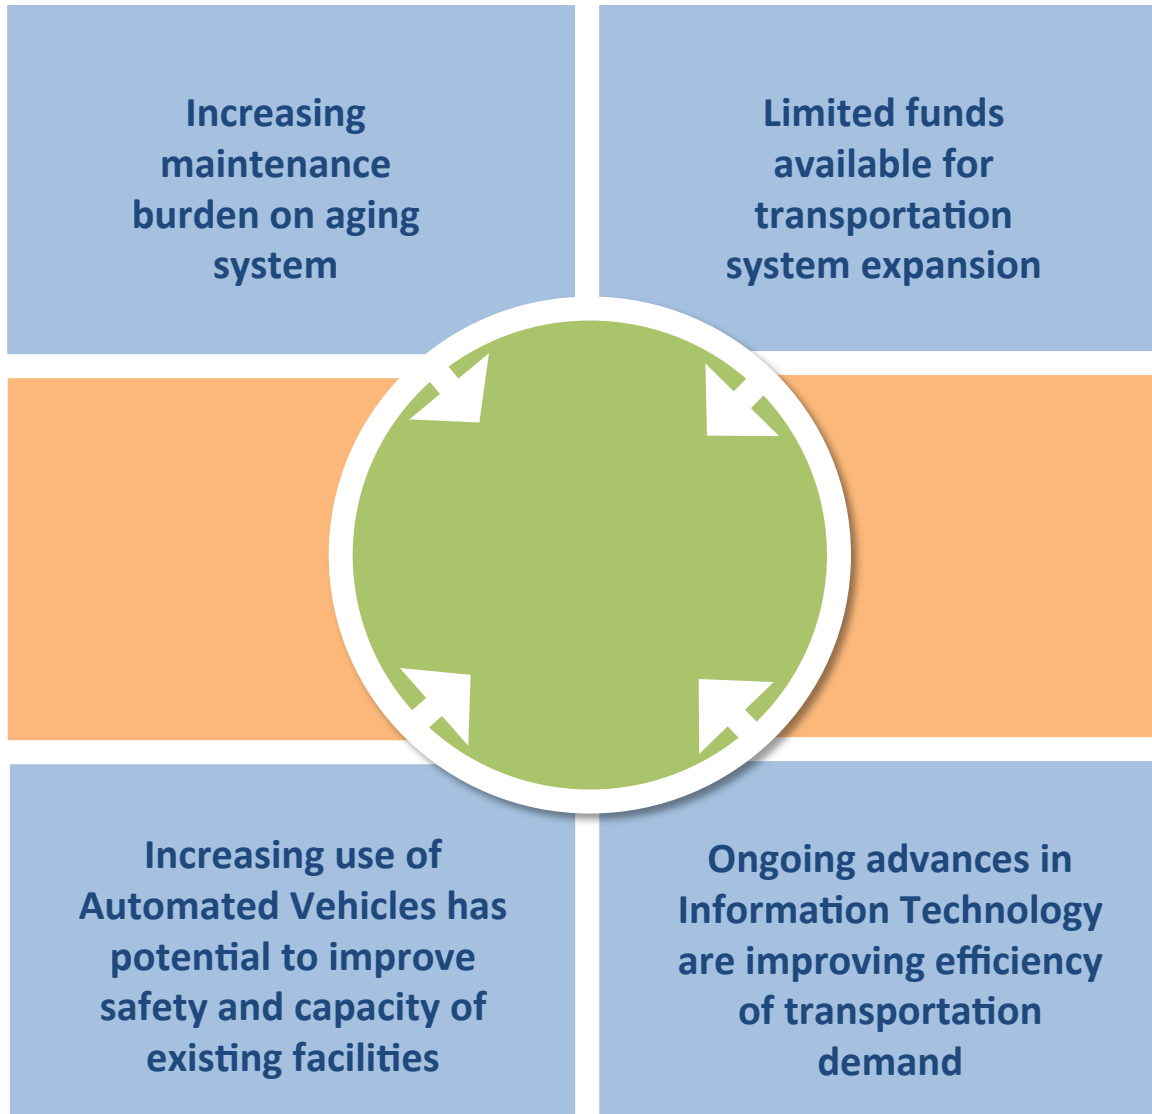 Increasing
maintenance
burden on aging
system
Limited funds
available for
transportation
system expansion
Increasing use of
Automated Vehicles has
potential to improve
safety and capacity of
existing facilities
Ongoing advances in
Information Technology
are improving efficiency
of transportation
demand